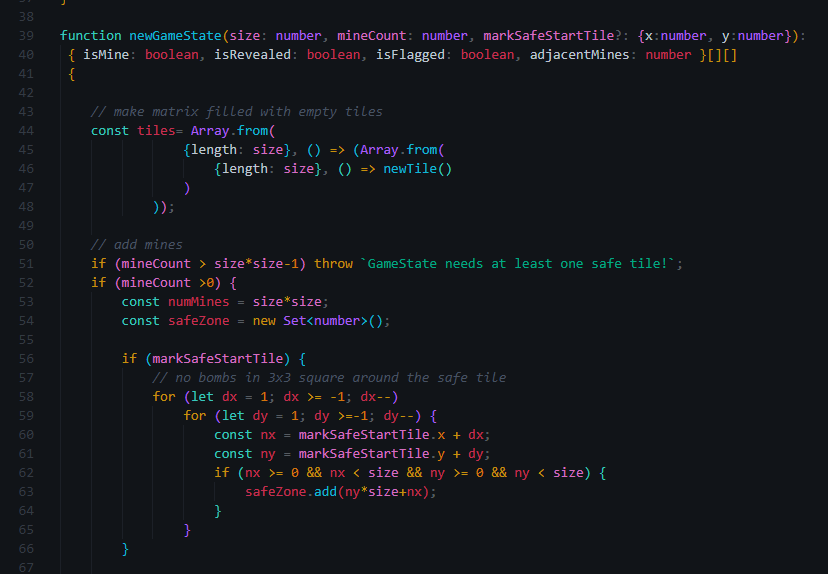 37 }
38
39 function newGameState(size: number, mineCount: number, markSafeStartTile?: {x:number, y:number}):
40 { isMine: boolean, isRevealed: boolean, isFlagged: boolean, adjacentMines: number }[][]
41 {
42
43 // make matrix filled with empty tiles
44 const tiles= Array.from(
45 {length: size}, () => (Array.from(
46 {length: size}, () => newTile()
47 )
48 ));
49
50 // add mines
51 if (mineCount > size*size-1) throw `GameState needs at least one safe tile!`;
52 if (mineCount >0) {
53 const numMines = size*size;
54 const safeZone = new Set<number>();
55
56 if (markSafeStartTile) {
57 // no bombs in 3x3 square around the safe tile
58 for (let dx = 1; dx >= -1; dx--)
59 for (let dy = 1; dy >=-1; dy--) {
60 const nx = markSafeStartTile.x + dx;
61 const ny = markSafeStartTile.y + dy;
62 if (nx >= 0 && nx < size && ny >= 0 && ny < size) {
63 safeZone.add(ny*size+nx);
64 }
65 }
66 }
67